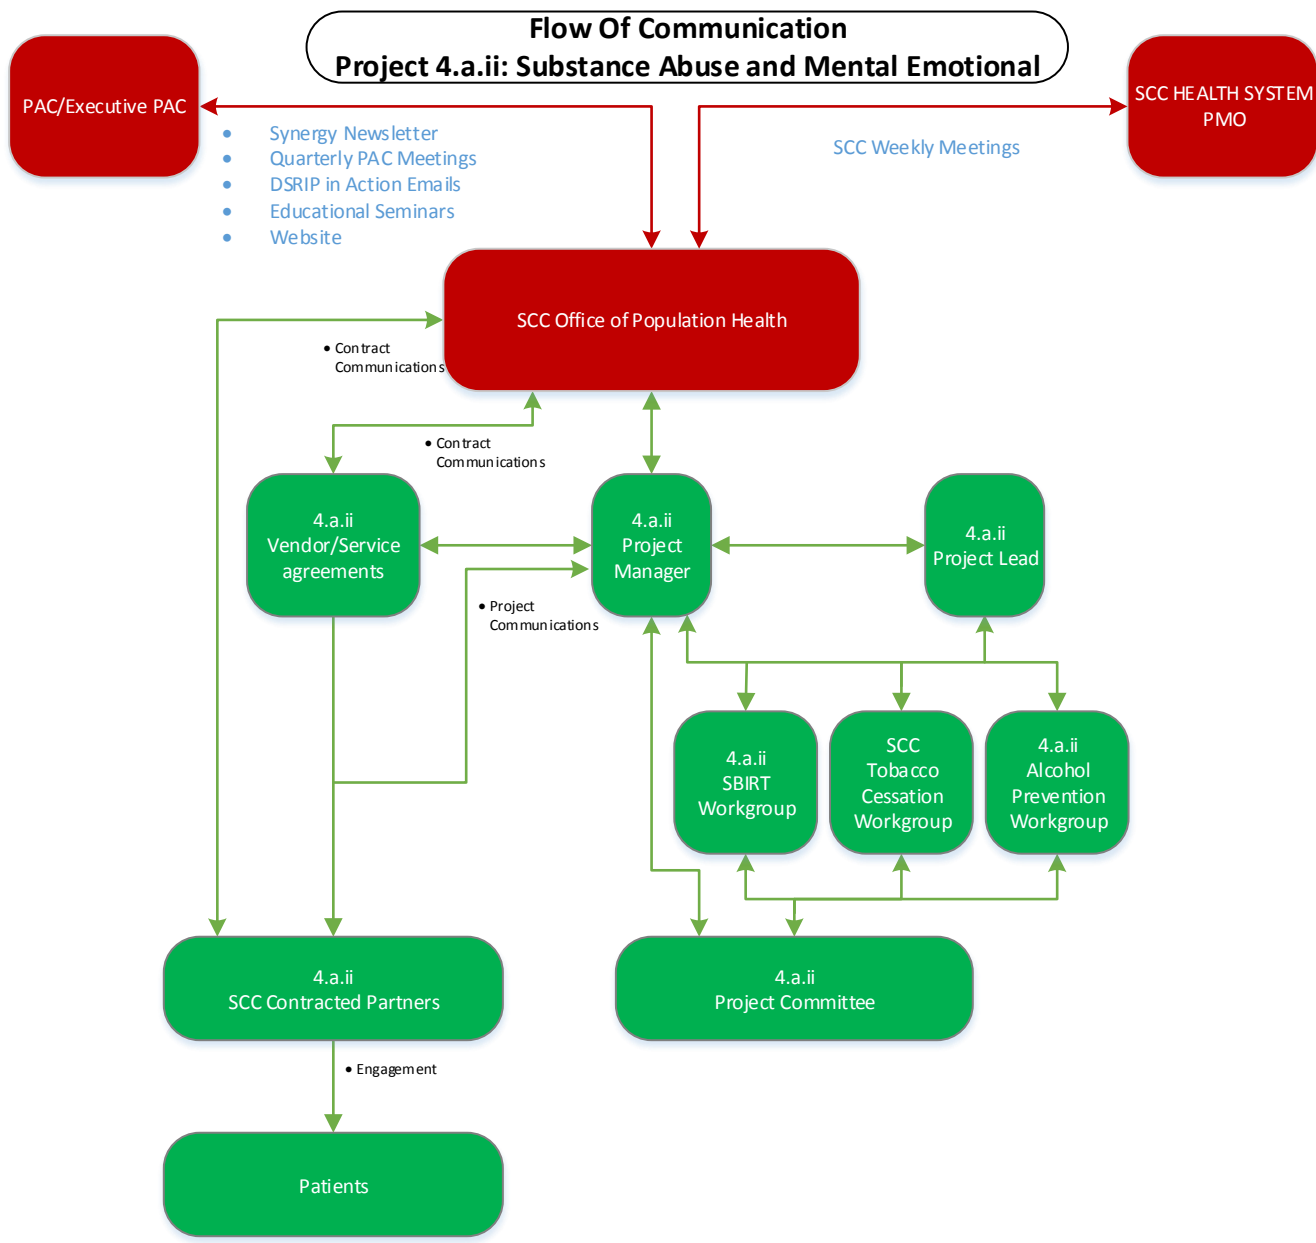 Flow Of Communication
Project 4.a.ii: Substance Abuse and Mental Emotional
PAC/Executive PAC
SCC HEALTH SYSTEM
PMO
• Synergy Newsletter
• Quarterly PAC Meetings
• DSRIP in Action Emails
• Educational Seminars
• Website
SCC Weekly Meetings
SCC Office of Population Health
• Contract
Communications
• Contract
Communications
4.a.ii
Vendor/Service
agreements
4.a.ii
Project
Manager
4.a.ii
Project Lead
• Project
Communications
4.a.ii
SBIRT
Workgroup
SCC
Tobacco
Cessation
Workgroup
4.a.ii
Alcohol
Prevention
Workgroup
4.a.ii
SCC Contracted Partners
4.a.ii
Project Committee
• Engagement
Patients